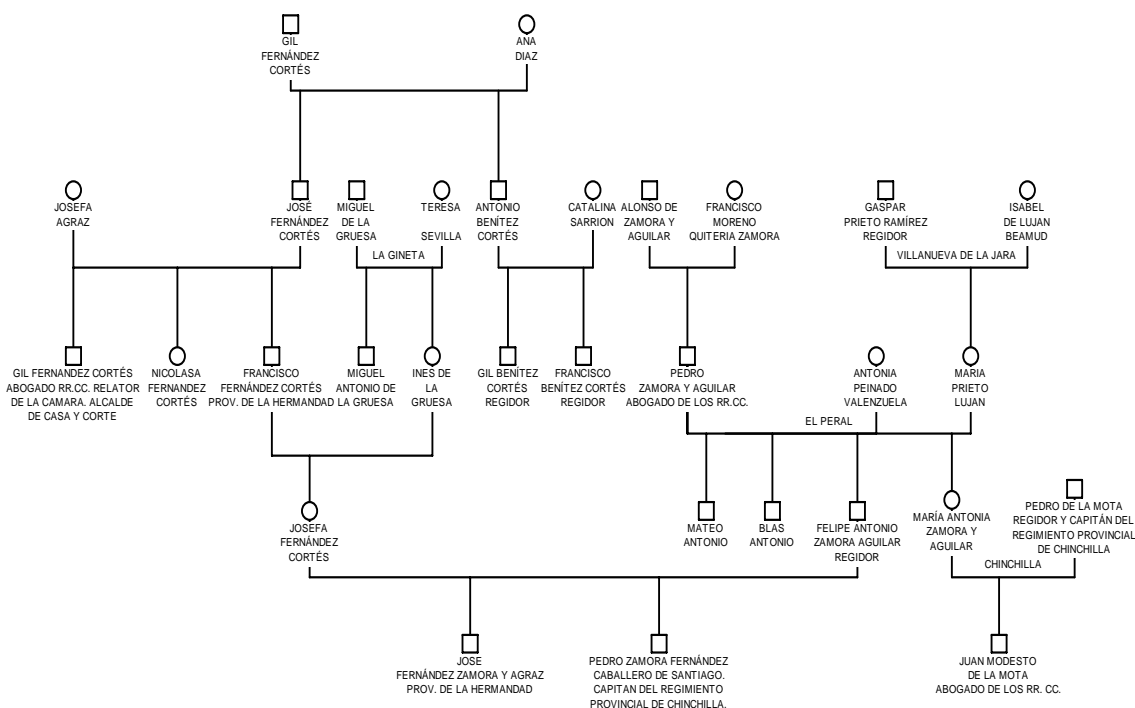 GIL
FERNÁNDEZ
CORTÉS
ANA
DIAZ
JOSEFA
AGRAZ
JOSÉ
FERNÁNDEZ
CORTÉS
MIGUEL
DE LA
GRUESA
TERESA
SEVILLA
ANTONIO
BENÍTEZ
CORTÉS
CATALINA
SARRION
ALONSO DE
ZAMORA Y
AGUILAR
FRANCISCO
MORENO
QUITERIA ZAMORA
GASPAR
PRIETO RAMÍREZ
REGIDOR
ISABEL
DE LUJAN
BEAMUD
LA GINETA
VILLANUEVA DE LA JARA
GIL FERNANDEZ CORTÉS
ABOGADO RR.CC. RELATOR
DE LA CAMARA. ALCALDE
DE CASA Y CORTE
NICOLASA
FERNANDEZ
CORTÉS
FRANCISCO
FERNÁNDEZ CORTÉS
PROV. DE LA HERMANDAD
MIGUEL
ANTONIO DE
LA GRUESA
INES DE
LA
GRUESA
GIL BENÍTEZ
CORTÉS
REGIDOR
FRANCISCO
BENÍTEZ CORTÉS
REGIDOR
PEDRO
ZAMORA Y AGUILAR
ABOGADO DE LOS RR.CC.
ANTONIA
PEINADO
VALENZUELA
MARIA
PRIETO
LUJAN
EL PERAL
JOSEFA
FERNÁNDEZ
CORTÉS
MATEO
ANTONIO
BLAS
ANTONIO
FELIPE ANTONIO
ZAMORA AGUILAR
REGIDOR
MARÍA ANTONIA
ZAMORA Y
AGUILAR
PEDRO DE LA MOTA
REGIDOR Y CAPITÁN DEL
REGIMIENTO PROVINCIAL
DE CHINCHILLA
CHINCHILLA
JOSE
FERNÁNDEZ ZAMORA Y AGRAZ
PROV. DE LA HERMANDAD
PEDRO ZAMORA FERNÁNDEZ
CABALLERO DE SANTIAGO.
CAPITAN DEL REGIMIENTO
PROVINCIAL DE CHINCHILLA.
JUAN MODESTO
DE LA MOTA
ABOGADO DE LOS RR. CC.